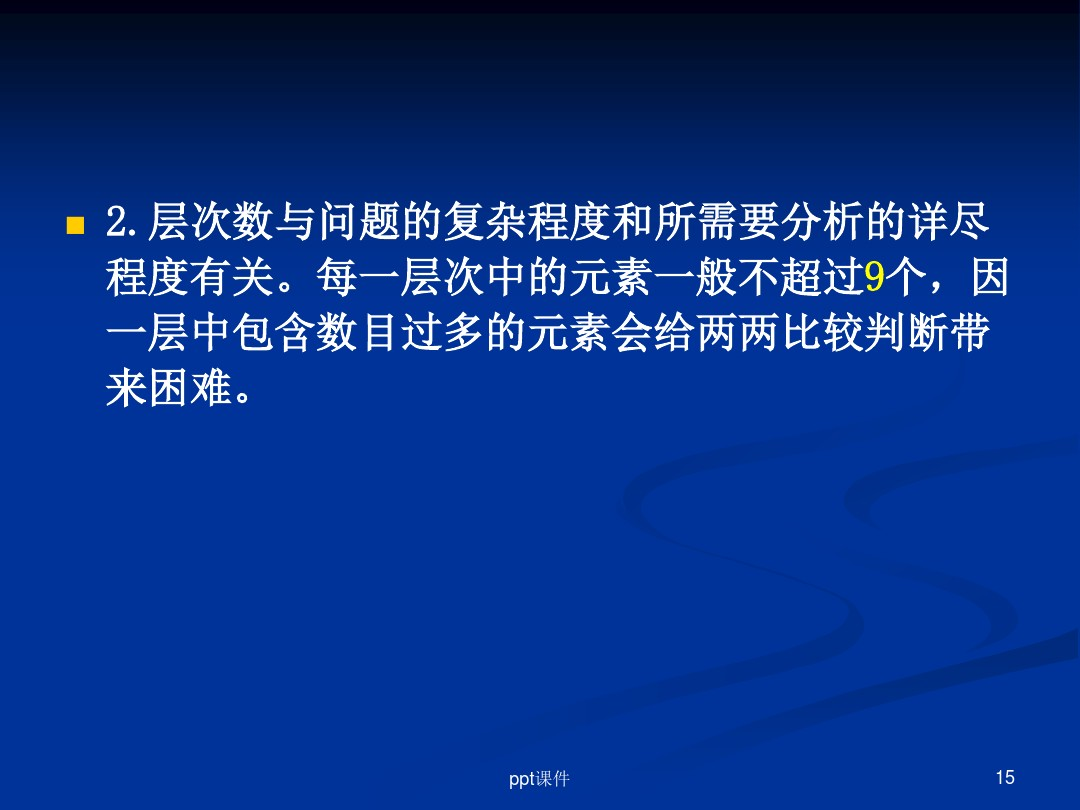 2.层次数与问题的复杂程度和所需要分析的详尽
程度有关。每一层次中的元素一般不超过9个，因
一层中包含数目过多的元素会给两两比较判断带
来困难。
ppt课件
15